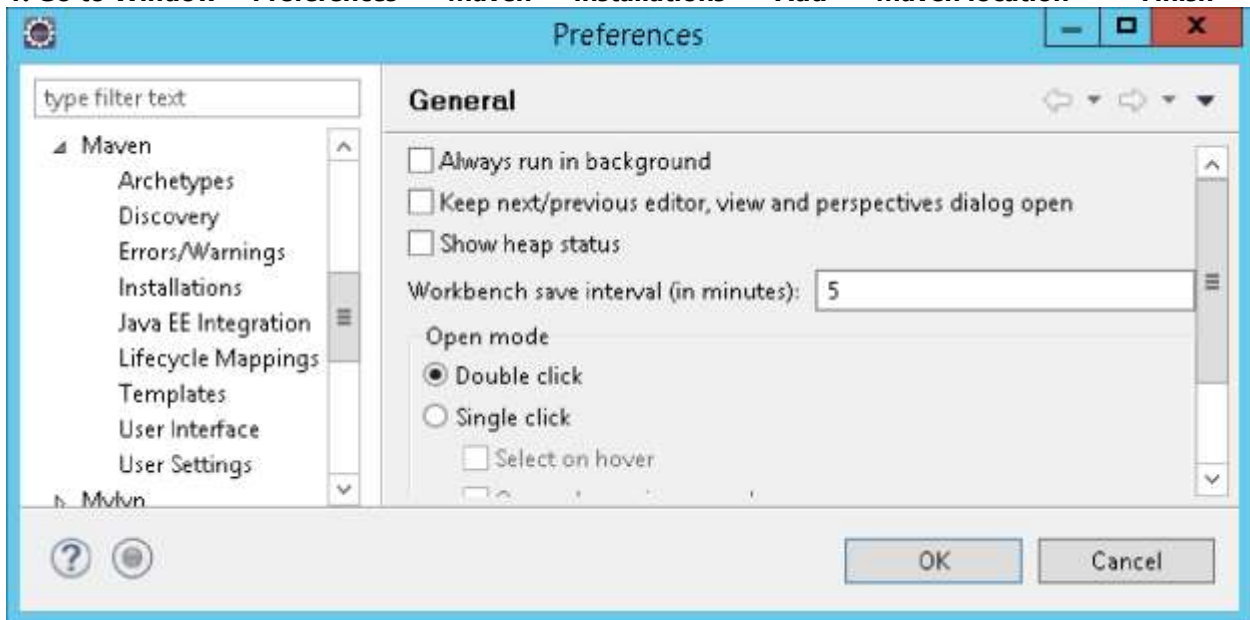 Preferences
type filter text
General
Maven
Archetypes
Discovery
Errors/Warnings
Installations
Java EE Integration
Lifecycle Mappings
Templates
User Interface
User Settings
Mylyn
Always run in background
Keep next/previous editor, view and perspectives dialog open
Show heap status
Workbench save interval (in minutes): 5
Open mode
Double click
Single click
Select on hover
OK
Cancel